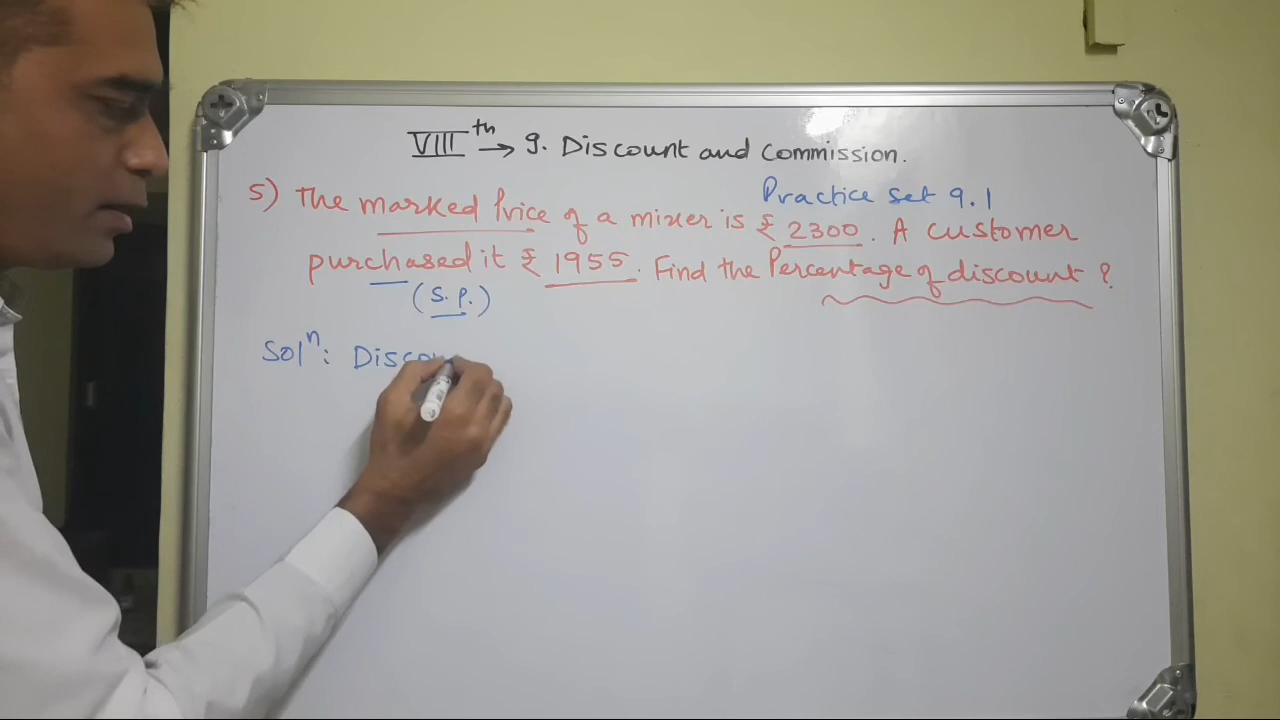 VIIIth → 9. Discount and commission.
Practice set 9.1
5) The marked Price of a mixer is ₹ 2300. A customer
purchased it ₹ 1955. Find the Percentage of discount?
(S.P.)
Solⁿ: Disco